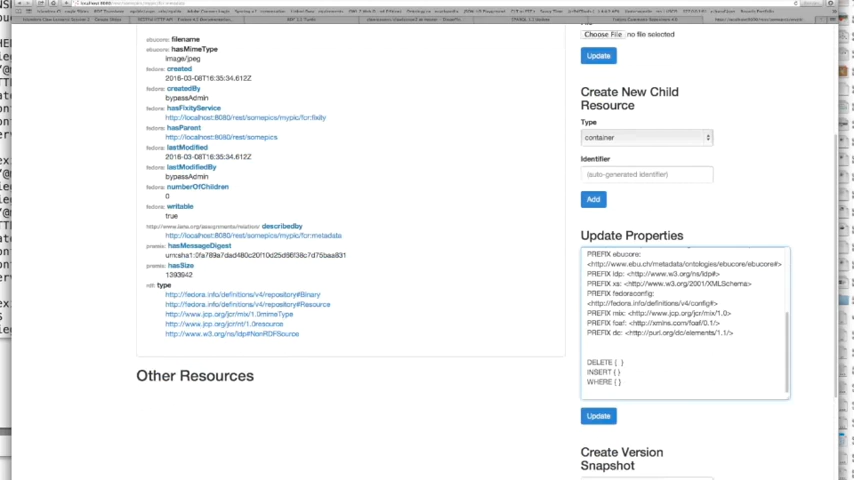 localhost:8080
File
Choose File no file selected
Update
ebucore: filename
ebucore: hasMimeType
image/jpeg
fedora: created
2016-03-08T16:35:34.612Z
fedora: createdBy
bypassAdmin
fedora: hasFixityService
http://localhost:8080/rest/somepics/mypic/fcr:fixity
fedora: hasParent
http://localhost:8080/rest/somepics
fedora: lastModified
2016-03-08T16:35:34.612Z
fedora: lastModifiedBy
bypassAdmin
fedora: numberOfChildren
0
fedora: writable
true
describedby
http://localhost:8080/rest/somepics/mypic/fcr:metadata
premis: hasMessageDigest
premis: hasSize
1393942
rdf: type
http://fedora.info/definitions/v4/repository#Binary
http://fedora.info/definitions/v4/repository#Resource
http://www.jcp.org/jcr/mix/1.0mimeType
http://www.jcp.org/jcr/nt/1.0resource
http://www.w3.org/ns/ldp#NonRDFSource
Other Resources
Create New Child
Resource
Type
container
Identifier
(auto-generated identifier)
Add
Update Properties
PREFIX ebucore:
<http://www.ebu.ch/metadata/ontologies/ebucore/ebucore#>
PREFIX ldp: <http://www.w3.org/ns/ldp#>
PREFIX xs: <http://www.w3.org/2001/XMLSchema>
PREFIX fedoraconfig:
<http://fedora.info/definitions/v4/config#>
PREFIX mix: <http://www.jcp.org/jcr/mix/1.0>
PREFIX foaf: <http://xmlns.com/foaf/0.1/>
PREFIX dc: <http://purl.org/dc/elements/1.1/>
DELETE { }
INSERT { }
WHERE { }
Update
Create Version
Snapshot